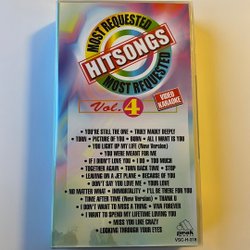 MOST REQUESTED
HITSONGS
MOST REQUESTED
VIDEO
KARAOKE
Vol.4
• YOU'RE STILL THE ONE • TRULY MADLY DEEPLY
• TORN • PICTURE OF YOU • BURN • ALL I WANT IS YOU
• YOU LIGHT UP MY LIFE (New Version)
• YOU WERE MEANT FOR ME
• IF I DIDN'T LOVE YOU • I DO • TOO MUCH
• TOGETHER AGAIN • TURN BACK TIME • STOP
• LEAVING ON A JET PLANE • BECAUSE OF YOU
• DON'T SAY YOU LOVE ME • YOUR LOVE
• NO MATTER WHAT • IMMORTALITY • I'LL BE THERE FOR YOU
• TIME AFTER TIME (New Version) • THANK U
• I DON'T WANT TO MISS A THING • VIVA FOREVER
• I WANT TO SPEND MY LIFETIME LOVING YOU
• MISS YOU LIKE CRAZY
• LOOKING THROUGH YOUR EYES